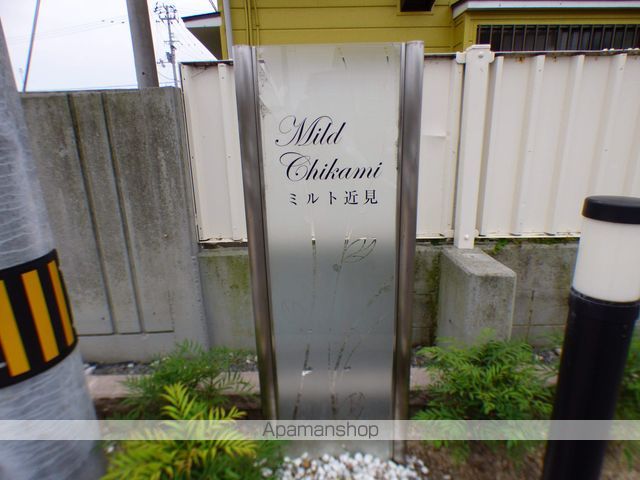 Mild
Chikami
ミルト近見
Apamanshop